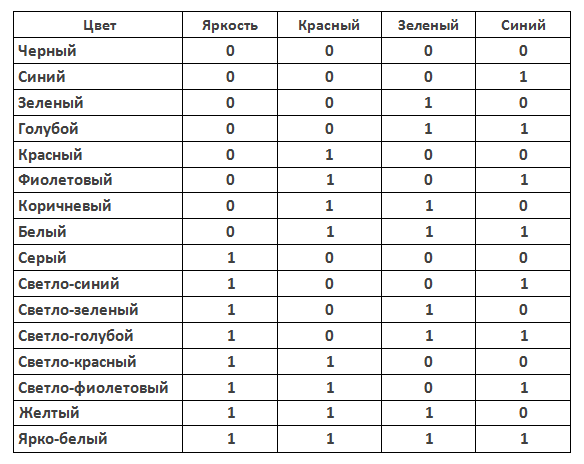 Цвет Яркость Красный Зеленый Синий
Черный 0 0 0 0
Синий 0 0 0 1
Зеленый 0 0 1 0
Голубой 0 0 1 1
Красный 0 1 0 0
Фиолетовый 0 1 0 1
Коричневый 0 1 1 0
Белый 0 1 1 1
Серый 1 0 0 0
Светло-синий 1 0 0 1
Светло-зеленый 1 0 1 0
Светло-голубой 1 0 1 1
Светло-красный 1 1 0 0
Светло-фиолетовый 1 1 0 1
Желтый 1 1 1 0
Ярко-белый 1 1 1 1